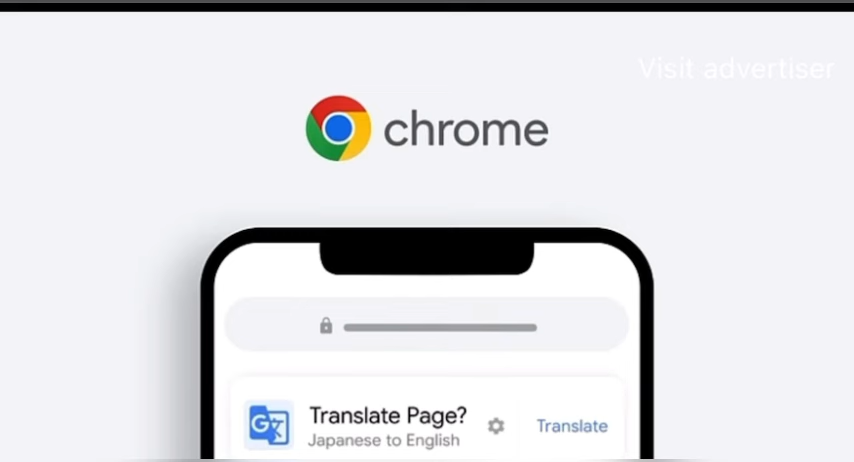 Visit advertiser
chrome
Translate Page?
Japanese to English
Translate